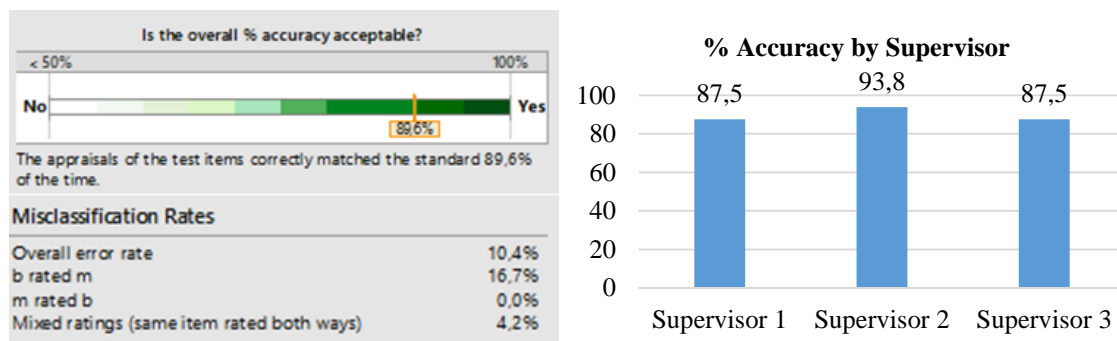 Is the overall % accuracy acceptable?
< 50% 100%
No Yes
89,6%
The appraisals of the test items correctly matched the standard 89,6%
of the time.
Misclassification Rates
Overall error rate 10,4%
b rated m 16,7%
m rated b 0,0%
Mixed ratings (same item rated both ways) 4,2%
% Accuracy by Supervisor
87,5 93,8 87,5
100
80
60
40
20
0
Supervisor 1 Supervisor 2 Supervisor 3